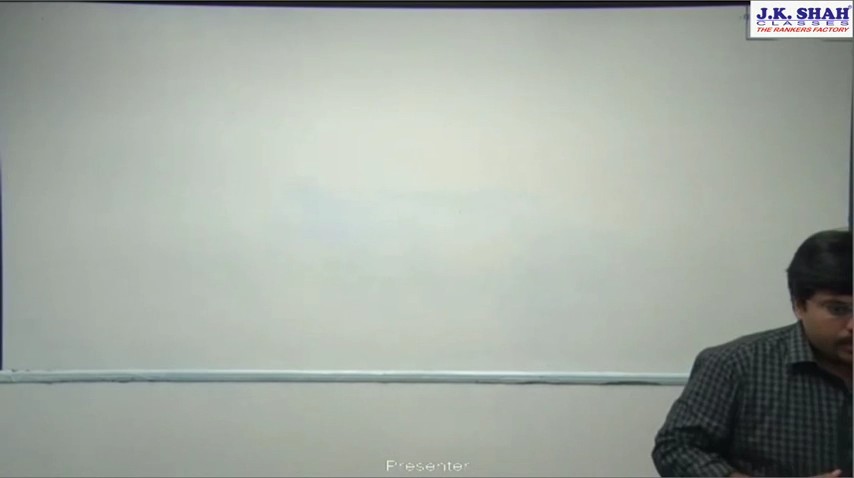 J.K. SHAH®
CLASSES
THE RANKERS FACTORY
Presenter